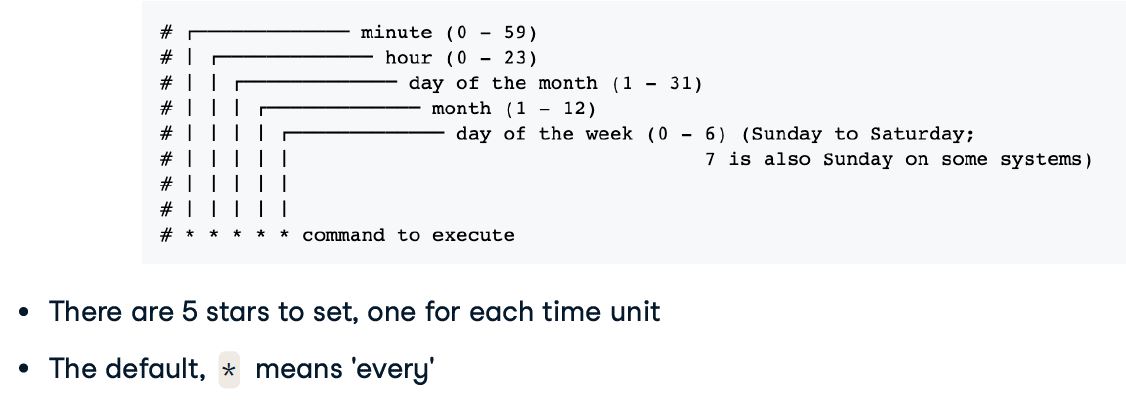 # ┌───────────── minute (0 – 59)
# │ ┌───────────── hour (0 – 23)
# │ │ ┌───────────── day of the month (1 – 31)
# │ │ │ ┌───────────── month (1 – 12)
# │ │ │ │ ┌───────────── day of the week (0 – 6) (Sunday to Saturday;
# │ │ │ │ │ 7 is also Sunday on some systems)
# │ │ │ │ │
# │ │ │ │ │
# * * * * * command to execute
• There are 5 stars to set, one for each time unit
• The default, * means 'every'